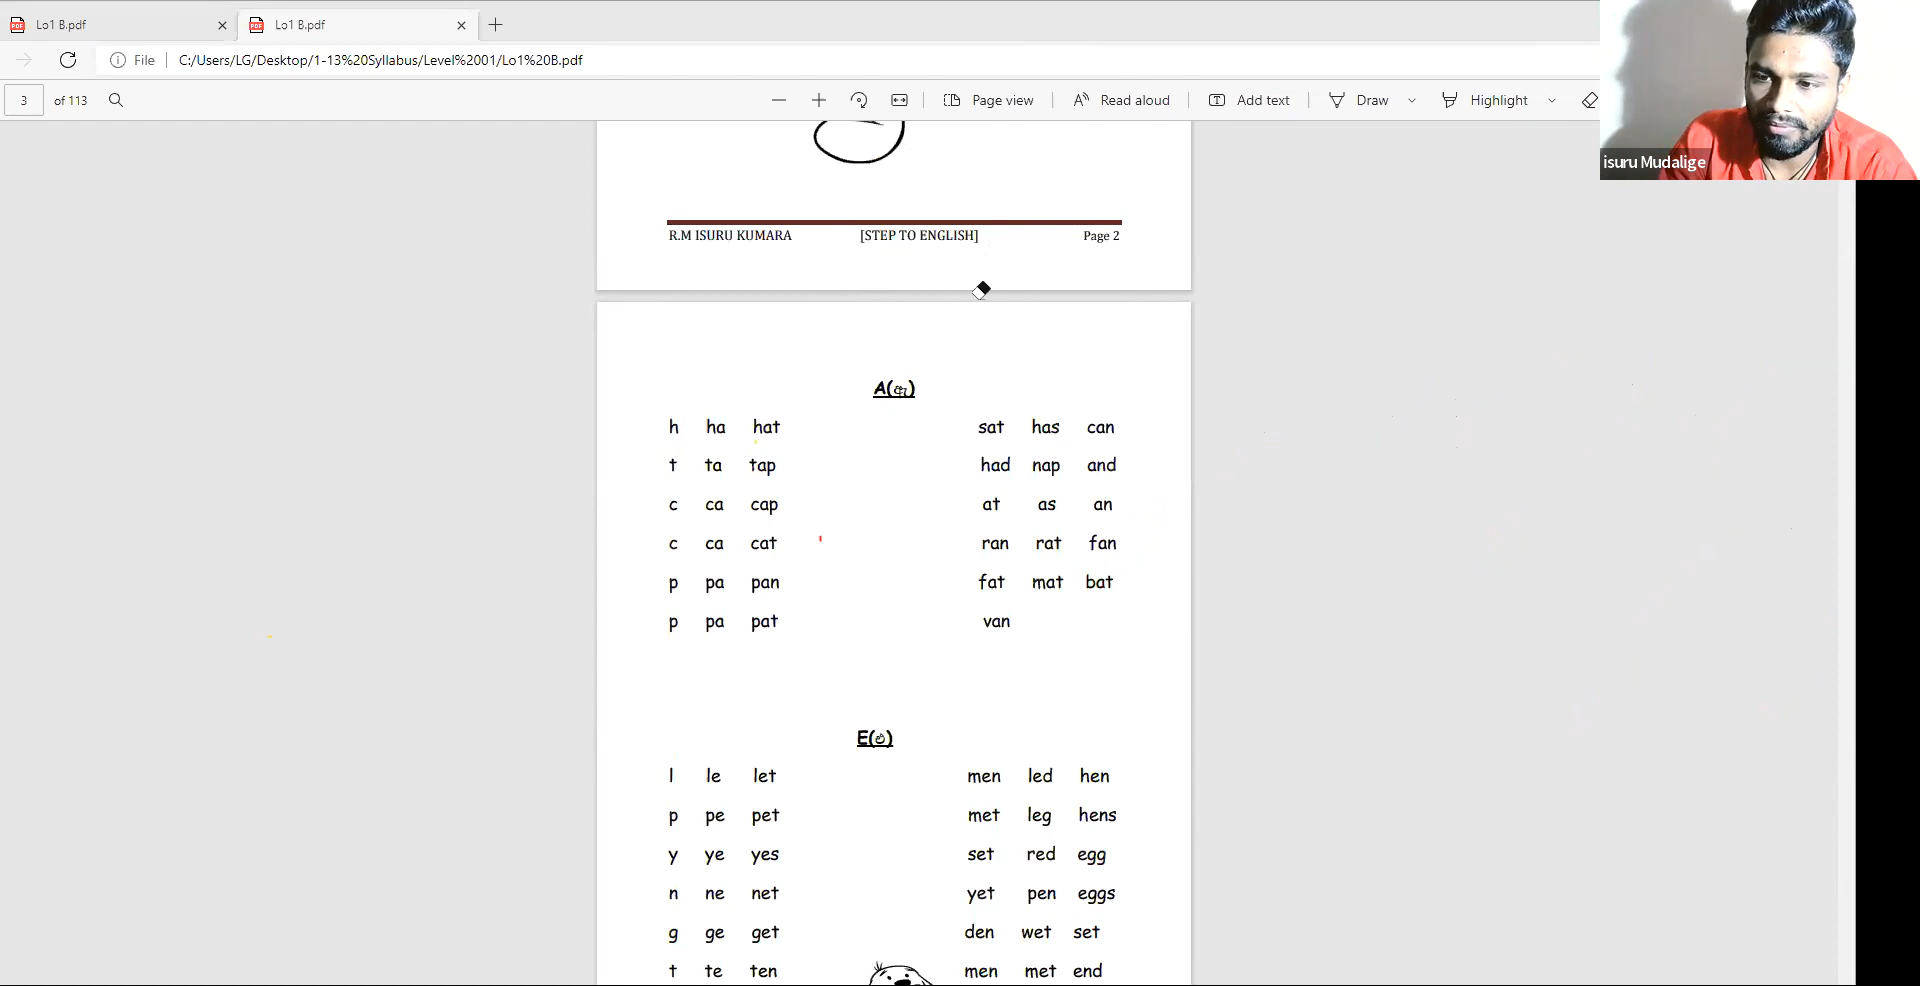 Lo1 B.pdf Lo1 B.pdf
File C:/Users/LG/Desktop/1-13%20Syllabus/Level%2001/Lo1%20B.pdf
3 of 113 Page view Read aloud Add text Draw Highlight
isuru Mudalige
R.M ISURU KUMARA [STEP TO ENGLISH] Page 2
A(ඇ)
h ha hat sat has can
t ta tap had nap and
c ca cap at as an
c ca cat ran rat fan
p pa pan fat mat bat
p pa pat van
E(එ)
l le let men led hen
p pe pet met leg hens
y ye yes set red egg
n ne net yet pen eggs
g ge get den wet set
t te ten men met end